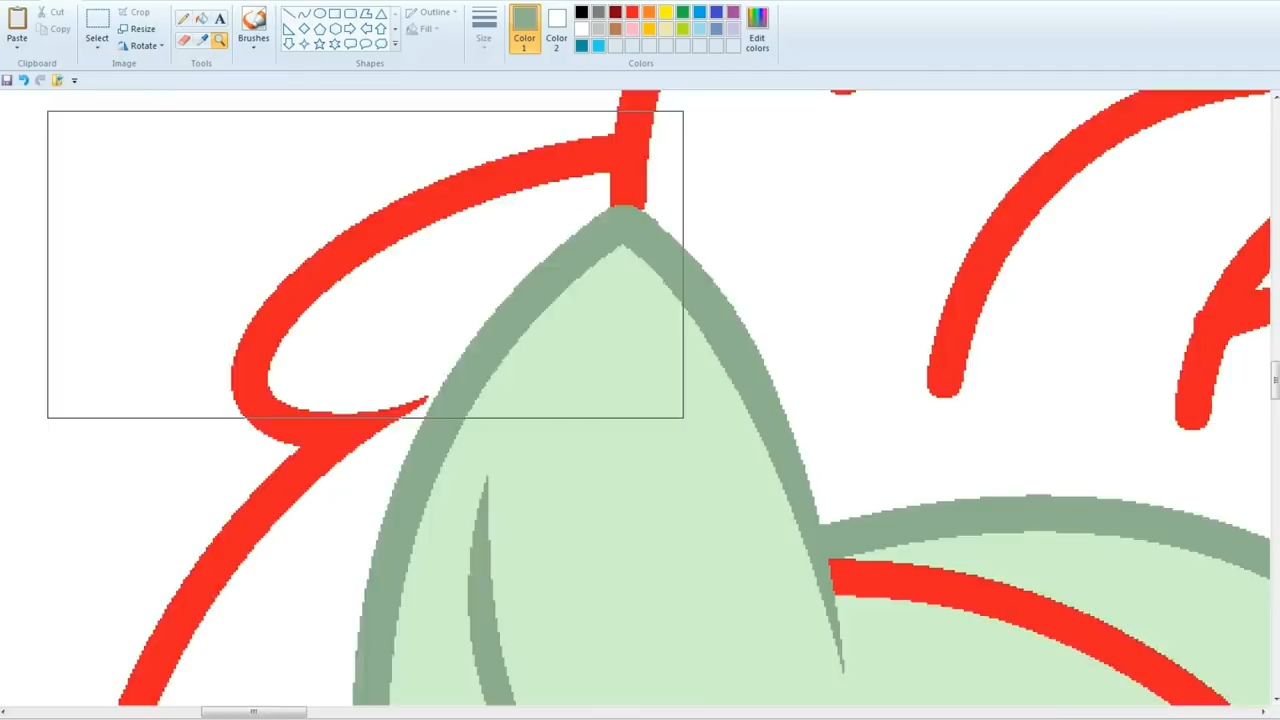 Paste
Cut
Copy
Clipboard
Select
Crop
Resize
Rotate
Image
A
Tools
Brushes
Shapes
Outline
Fill
Size
Color
1
Color
2
Edit
colors
Colors